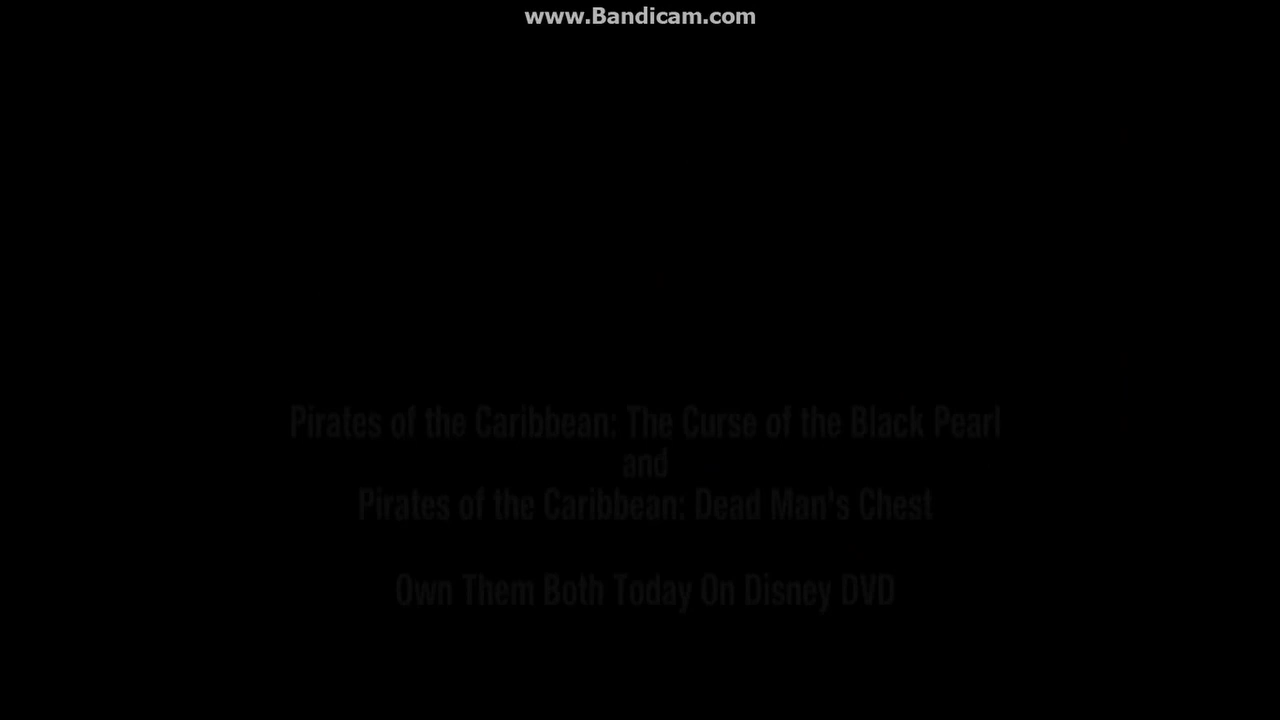 www.Bandicam.com
Pirates of the Caribbean: The Curse of the Black Pearl
and
Pirates of the Caribbean: Dead Man's Chest
Own Them Both Today On Disney DVD